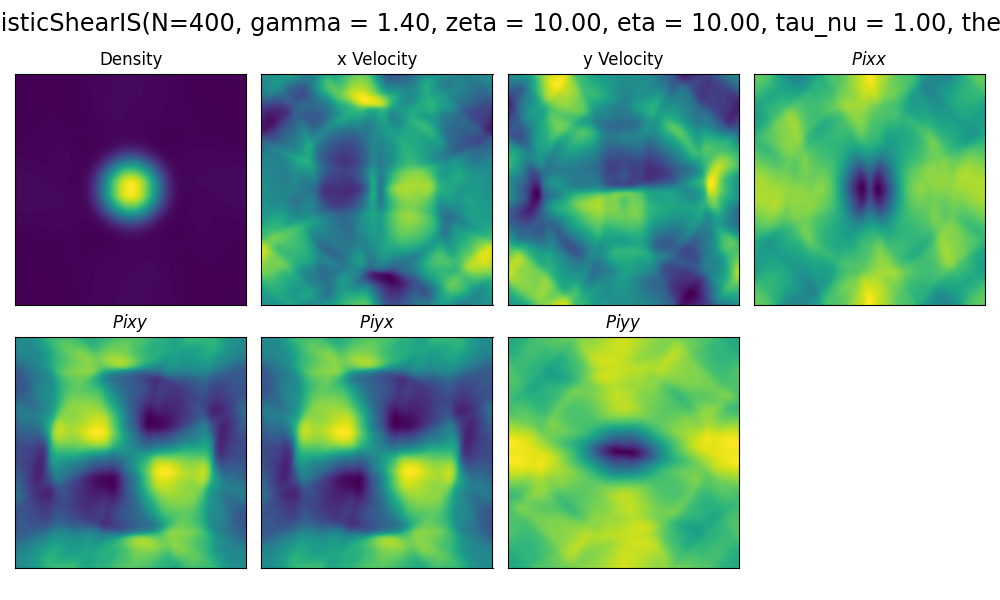 isticShearIS(N=400, gamma = 1.40, zeta = 10.00, eta = 10.00, tau_nu = 1.00, the
Density
x Velocity
y Velocity
Pixx
Pixy
Piyx
Piyy